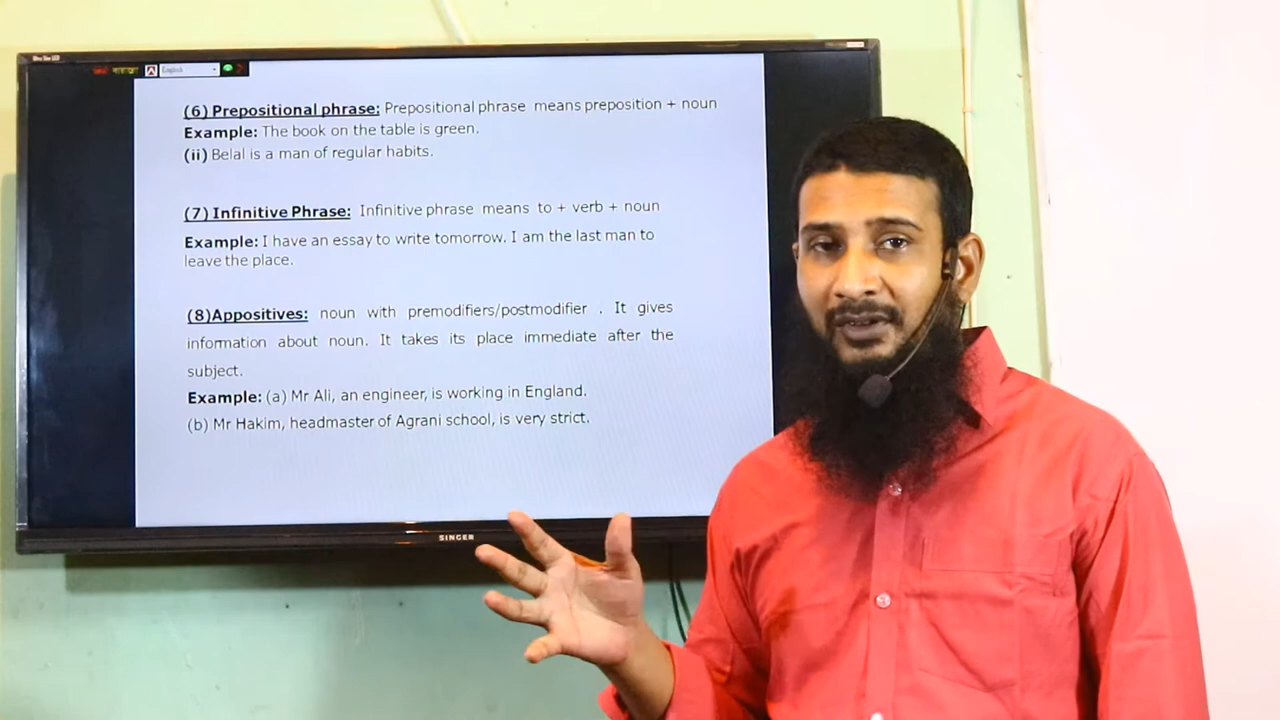 English
(6) Prepositional phrase: Prepositional phrase means preposition + noun
Example: The book on the table is green.
(ii) Belal is a man of regular habits.
(7) Infinitive Phrase: Infinitive phrase means to + verb + noun
Example: I have an essay to write tomorrow. I am the last man to
leave the place.
(8)Appositives: noun with premodifiers/postmodifier . It gives
information about noun. It takes its place immediate after the
subject.
Example: (a) Mr Ali, an engineer, is working in England.
(b) Mr Hakim, headmaster of Agrani school, is very strict.
SINGER